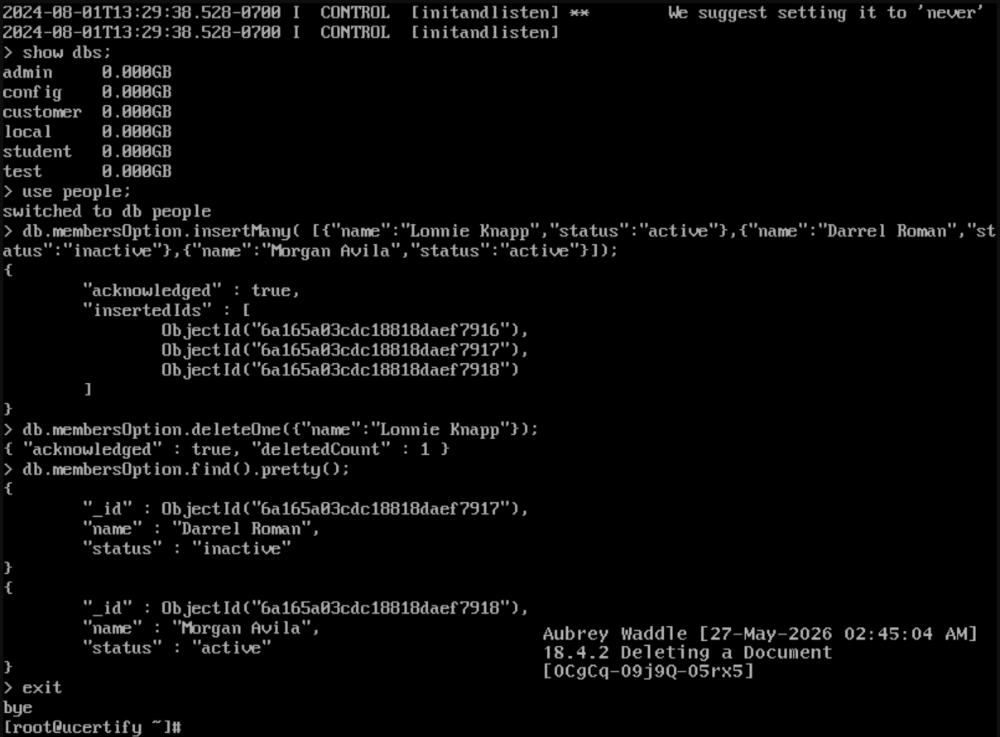 2024-08-01T13:29:38.528-0700 I  CONTROL  [initandlisten] **        We suggest setting it to 'never'
2024-08-01T13:29:38.528-0700 I  CONTROL  [initandlisten]
> show dbs;
admin     0.000GB
config    0.000GB
customer  0.000GB
local     0.000GB
student   0.000GB
test      0.000GB
> use people;
switched to db people
> db.membersOption.insertMany( [{"name":"Lonnie Knapp","status":"active"},{"name":"Darrel Roman","st
atus":"inactive"},{"name":"Morgan Avila","status":"active"}]);
{
        "acknowledged" : true,
        "insertedIds" : [
                ObjectId("6a165a03cdc18818daef7916"),
                ObjectId("6a165a03cdc18818daef7917"),
                ObjectId("6a165a03cdc18818daef7918")
        ]
}
> db.membersOption.deleteOne({"name":"Lonnie Knapp"});
{ "acknowledged" : true, "deletedCount" : 1 }
> db.membersOption.find().pretty();
{
        "_id" : ObjectId("6a165a03cdc18818daef7917"),
        "name" : "Darrel Roman",
        "status" : "inactive"
}
{
        "_id" : ObjectId("6a165a03cdc18818daef7918"),
        "name" : "Morgan Avila",
        "status" : "active"
}
> exit
bye
[root@ucertify ~]#
Aubrey Waddle [27-May-2026 02:45:04 AM]
18.4.2 Deleting a Document
[OCgCq-O9j9Q-O5rx5]